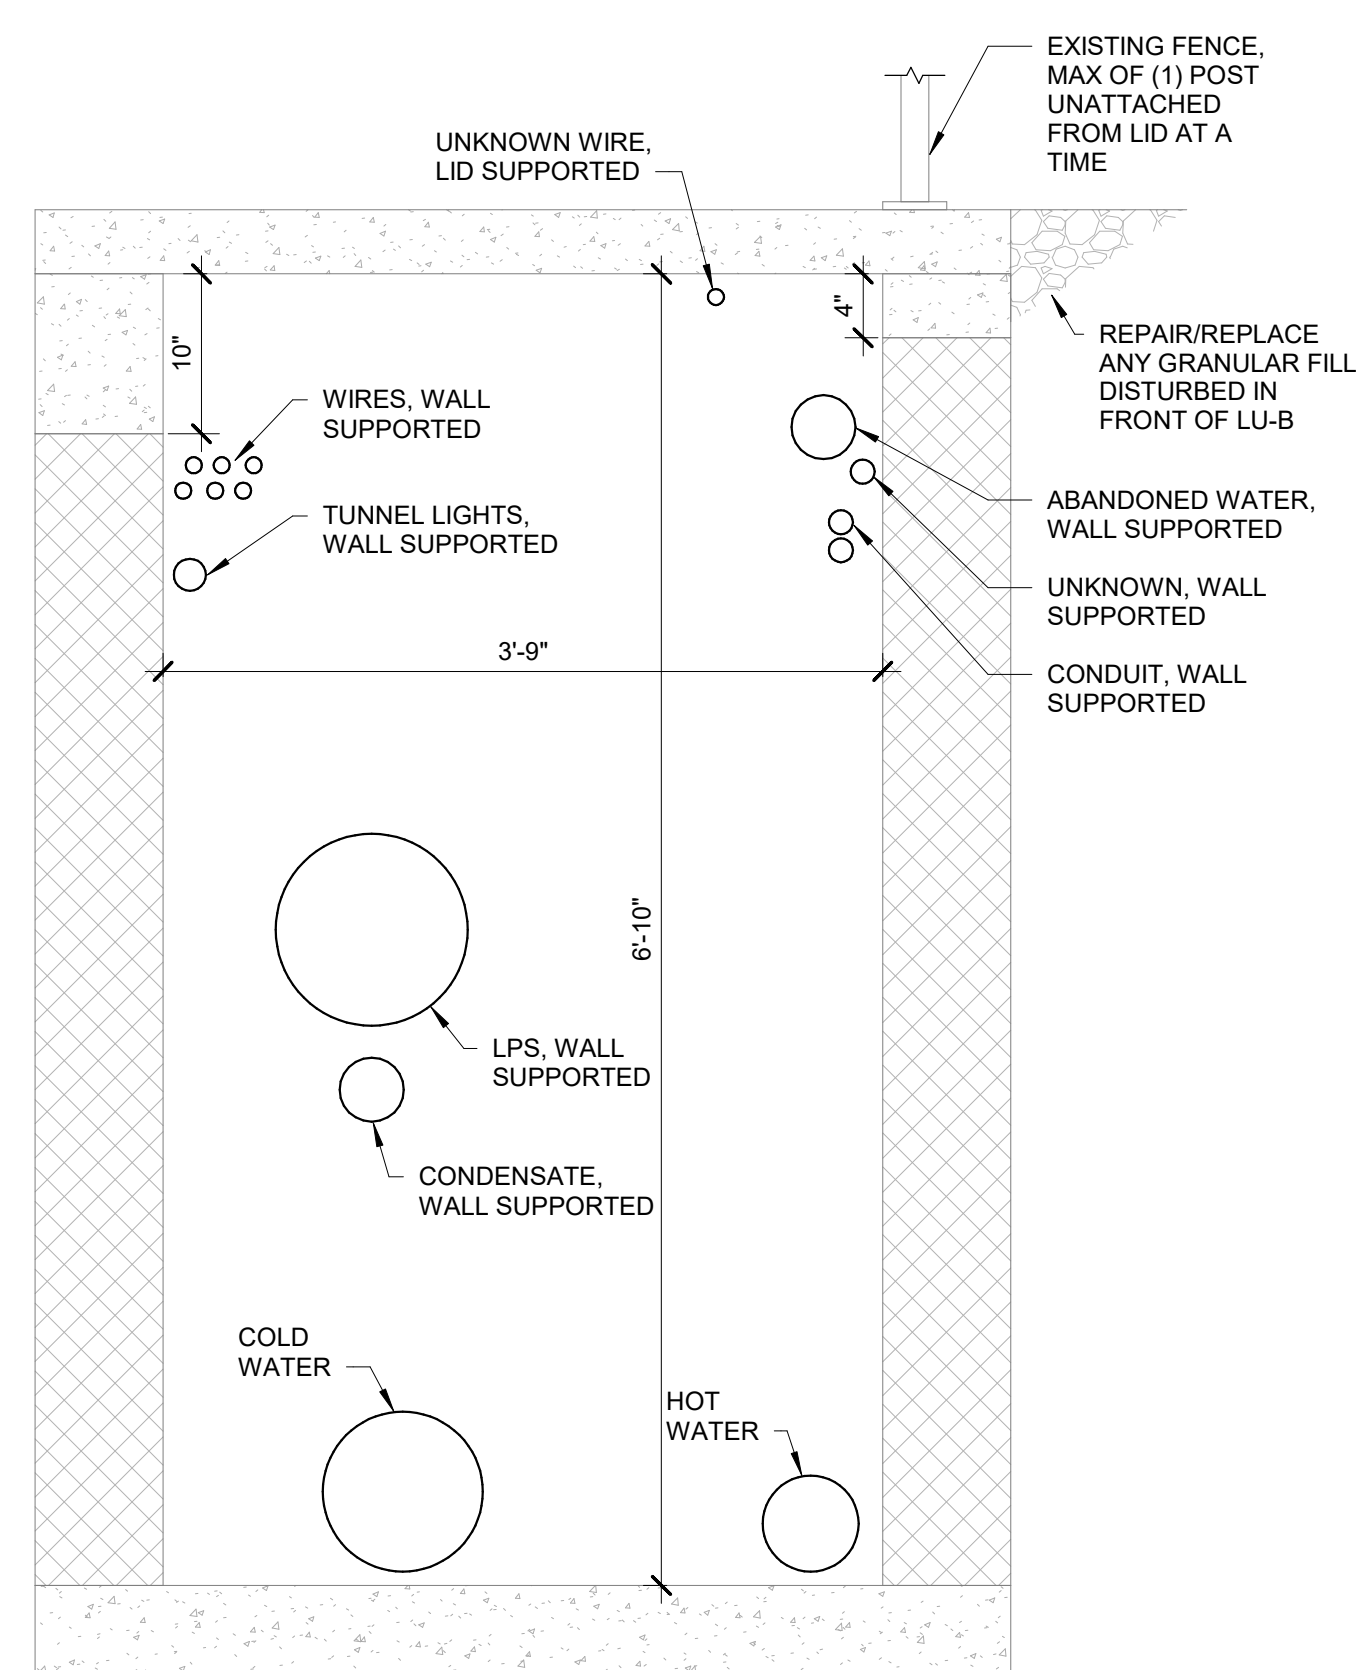 EXISTING FENCE,
MAX OF (1) POST
UNATTACHED
FROM LID AT A
TIME
UNKNOWN WIRE,
LID SUPPORTED
10"
4"
REPAIR/REPLACE
ANY GRANULAR FILL
DISTURBED IN
FRONT OF LU-B
WIRES, WALL
SUPPORTED
TUNNEL LIGHTS,
WALL SUPPORTED
ABANDONED WATER,
WALL SUPPORTED
UNKNOWN, WALL
SUPPORTED
CONDUIT, WALL
SUPPORTED
3'-9"
6'-10"
LPS, WALL
SUPPORTED
CONDENSATE,
WALL SUPPORTED
COLD
WATER
HOT
WATER